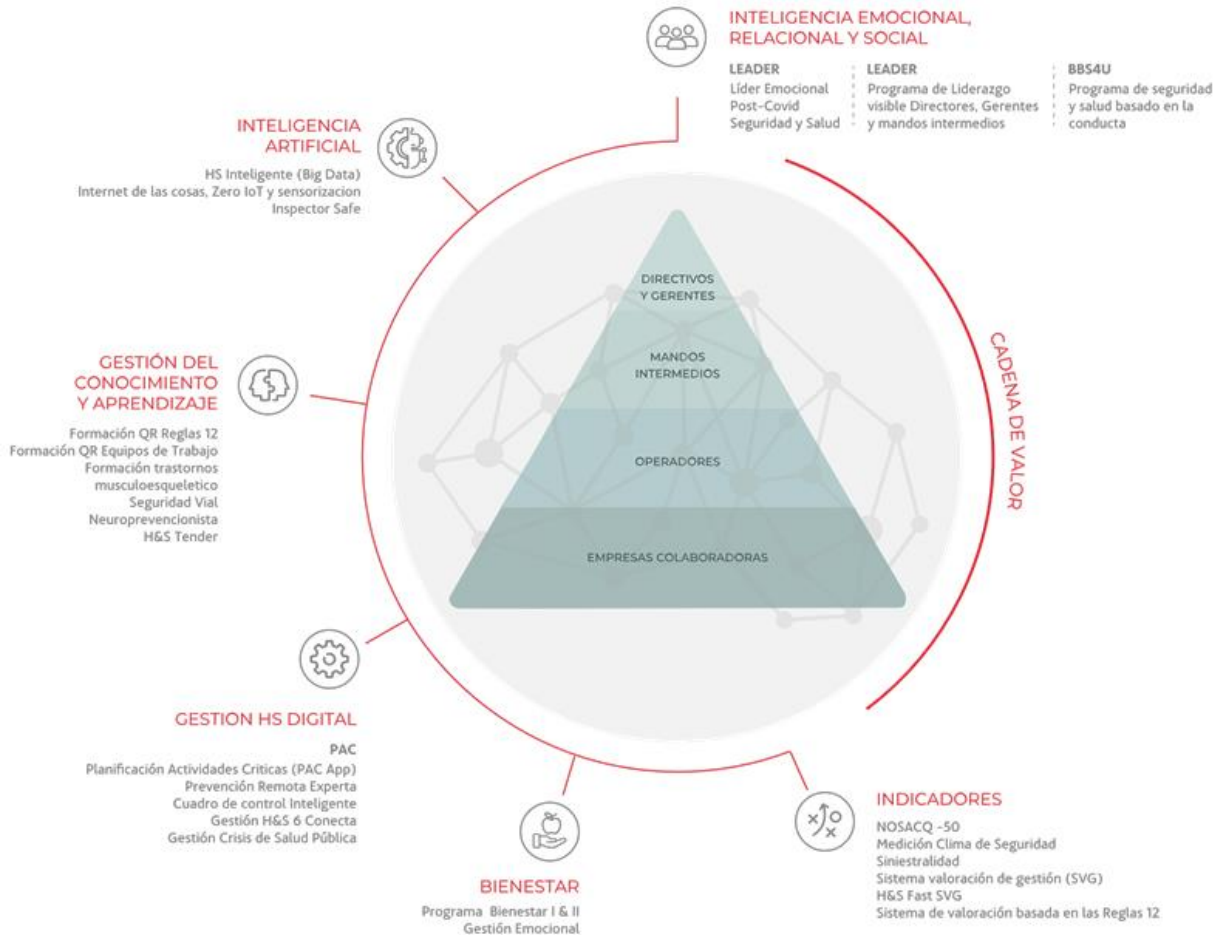 INTELIGENCIA EMOCIONAL,
RELACIONAL Y SOCIAL
LEADER
Líder Emocional
Post-Covid
Seguridad y Salud
LEADER
Programa de Liderazgo
visible Directores, Gerentes
y mandos intermedios
BBS4U
Programa de seguridad
y salud basado en la
conducta
INTELIGENCIA
ARTIFICIAL
HS Inteligente (Big Data)
Internet de las cosas, Zero IoT y sensorizacion
Inspector Safe
GESTIÓN DEL
CONOCIMIENTO
Y APRENDIZAJE
Formación QR Reglas 12
Formación QR Equipos de Trabajo
Formación trastornos
musculoesqueletico
Seguridad Vial
Neuroprevencionista
H&S Tender
DIRECTIVOS
Y GERENTES
MANDOS
INTERMEDIOS
OPERADORES
EMPRESAS COLABORADORAS
CADENA DE VALOR
GESTION HS DIGITAL
PAC
Planificación Actividades Criticas (PAC App)
Prevención Remota Experta
Cuadro de control Inteligente
Gestión H&S 6 Conecta
Gestión Crisis de Salud Pública
BIENESTAR
Programa Bienestar I & II
Gestión Emocional
INDICADORES
NOSACQ -50
Medición Clima de Seguridad
Siniestralidad
Sistema valoración de gestión (SVG)
H&S Fast SVG
Sistema de valoración basada en las Reglas 12